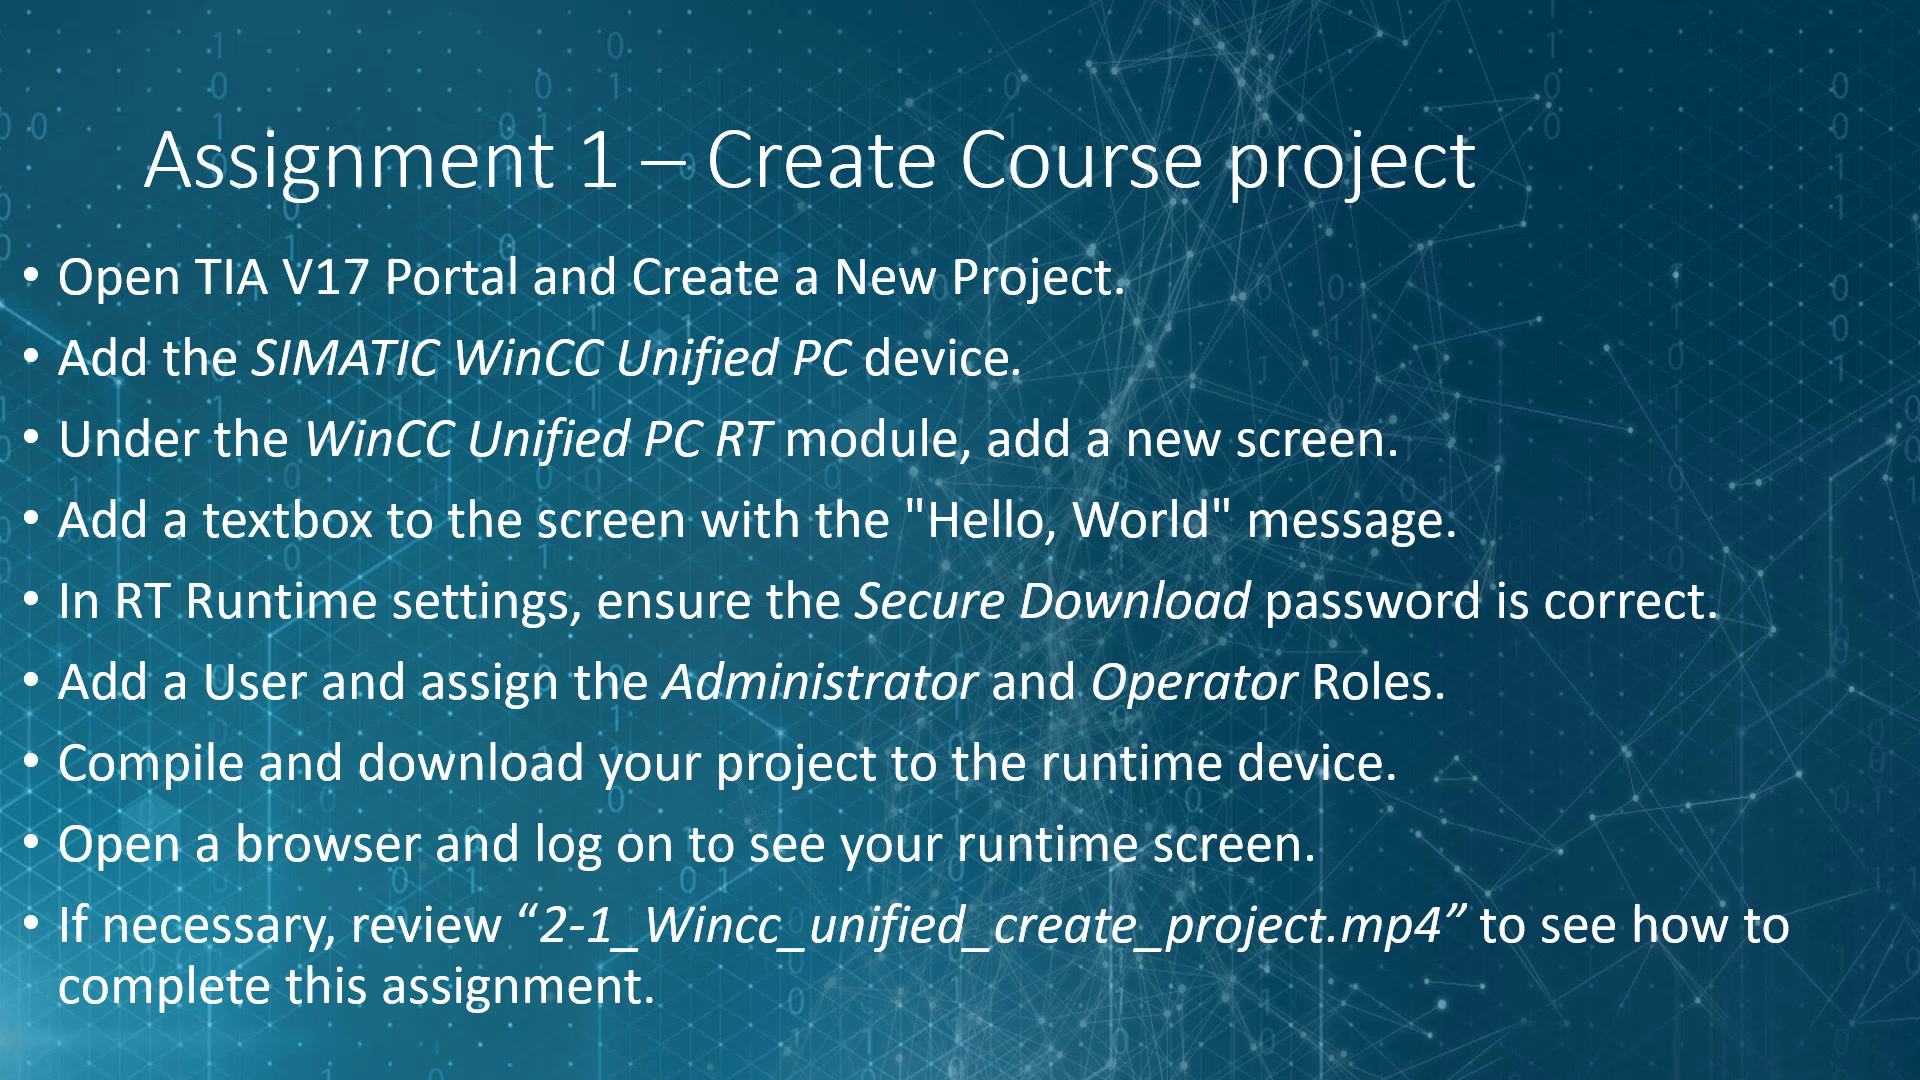 Assignment 1 – Create Course project
• Open TIA V17 Portal and Create a New Project.
• Add the SIMATIC WinCC Unified PC device.
• Under the WinCC Unified PC RT module, add a new screen.
• Add a textbox to the screen with the "Hello, World" message.
• In RT Runtime settings, ensure the Secure Download password is correct.
• Add a User and assign the Administrator and Operator Roles.
• Compile and download your project to the runtime device.
• Open a browser and log on to see your runtime screen.
• If necessary, review “2-1_Wincc_unified_create_project.mp4” to see how to
complete this assignment.